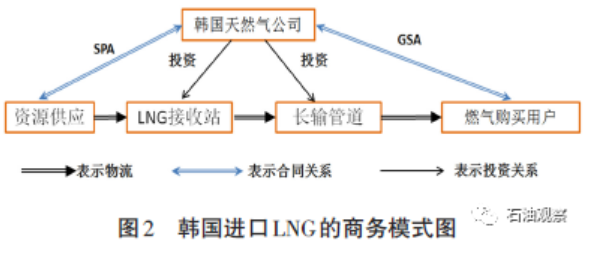 韩国天然气公司
SPA
GSA
投资
投资
资源供应
LNG接收站
长输管道
燃气购买用户
表示物流
表示合同关系
表示投资关系
石油观察
图2 韩国进口LNG的商务模式图